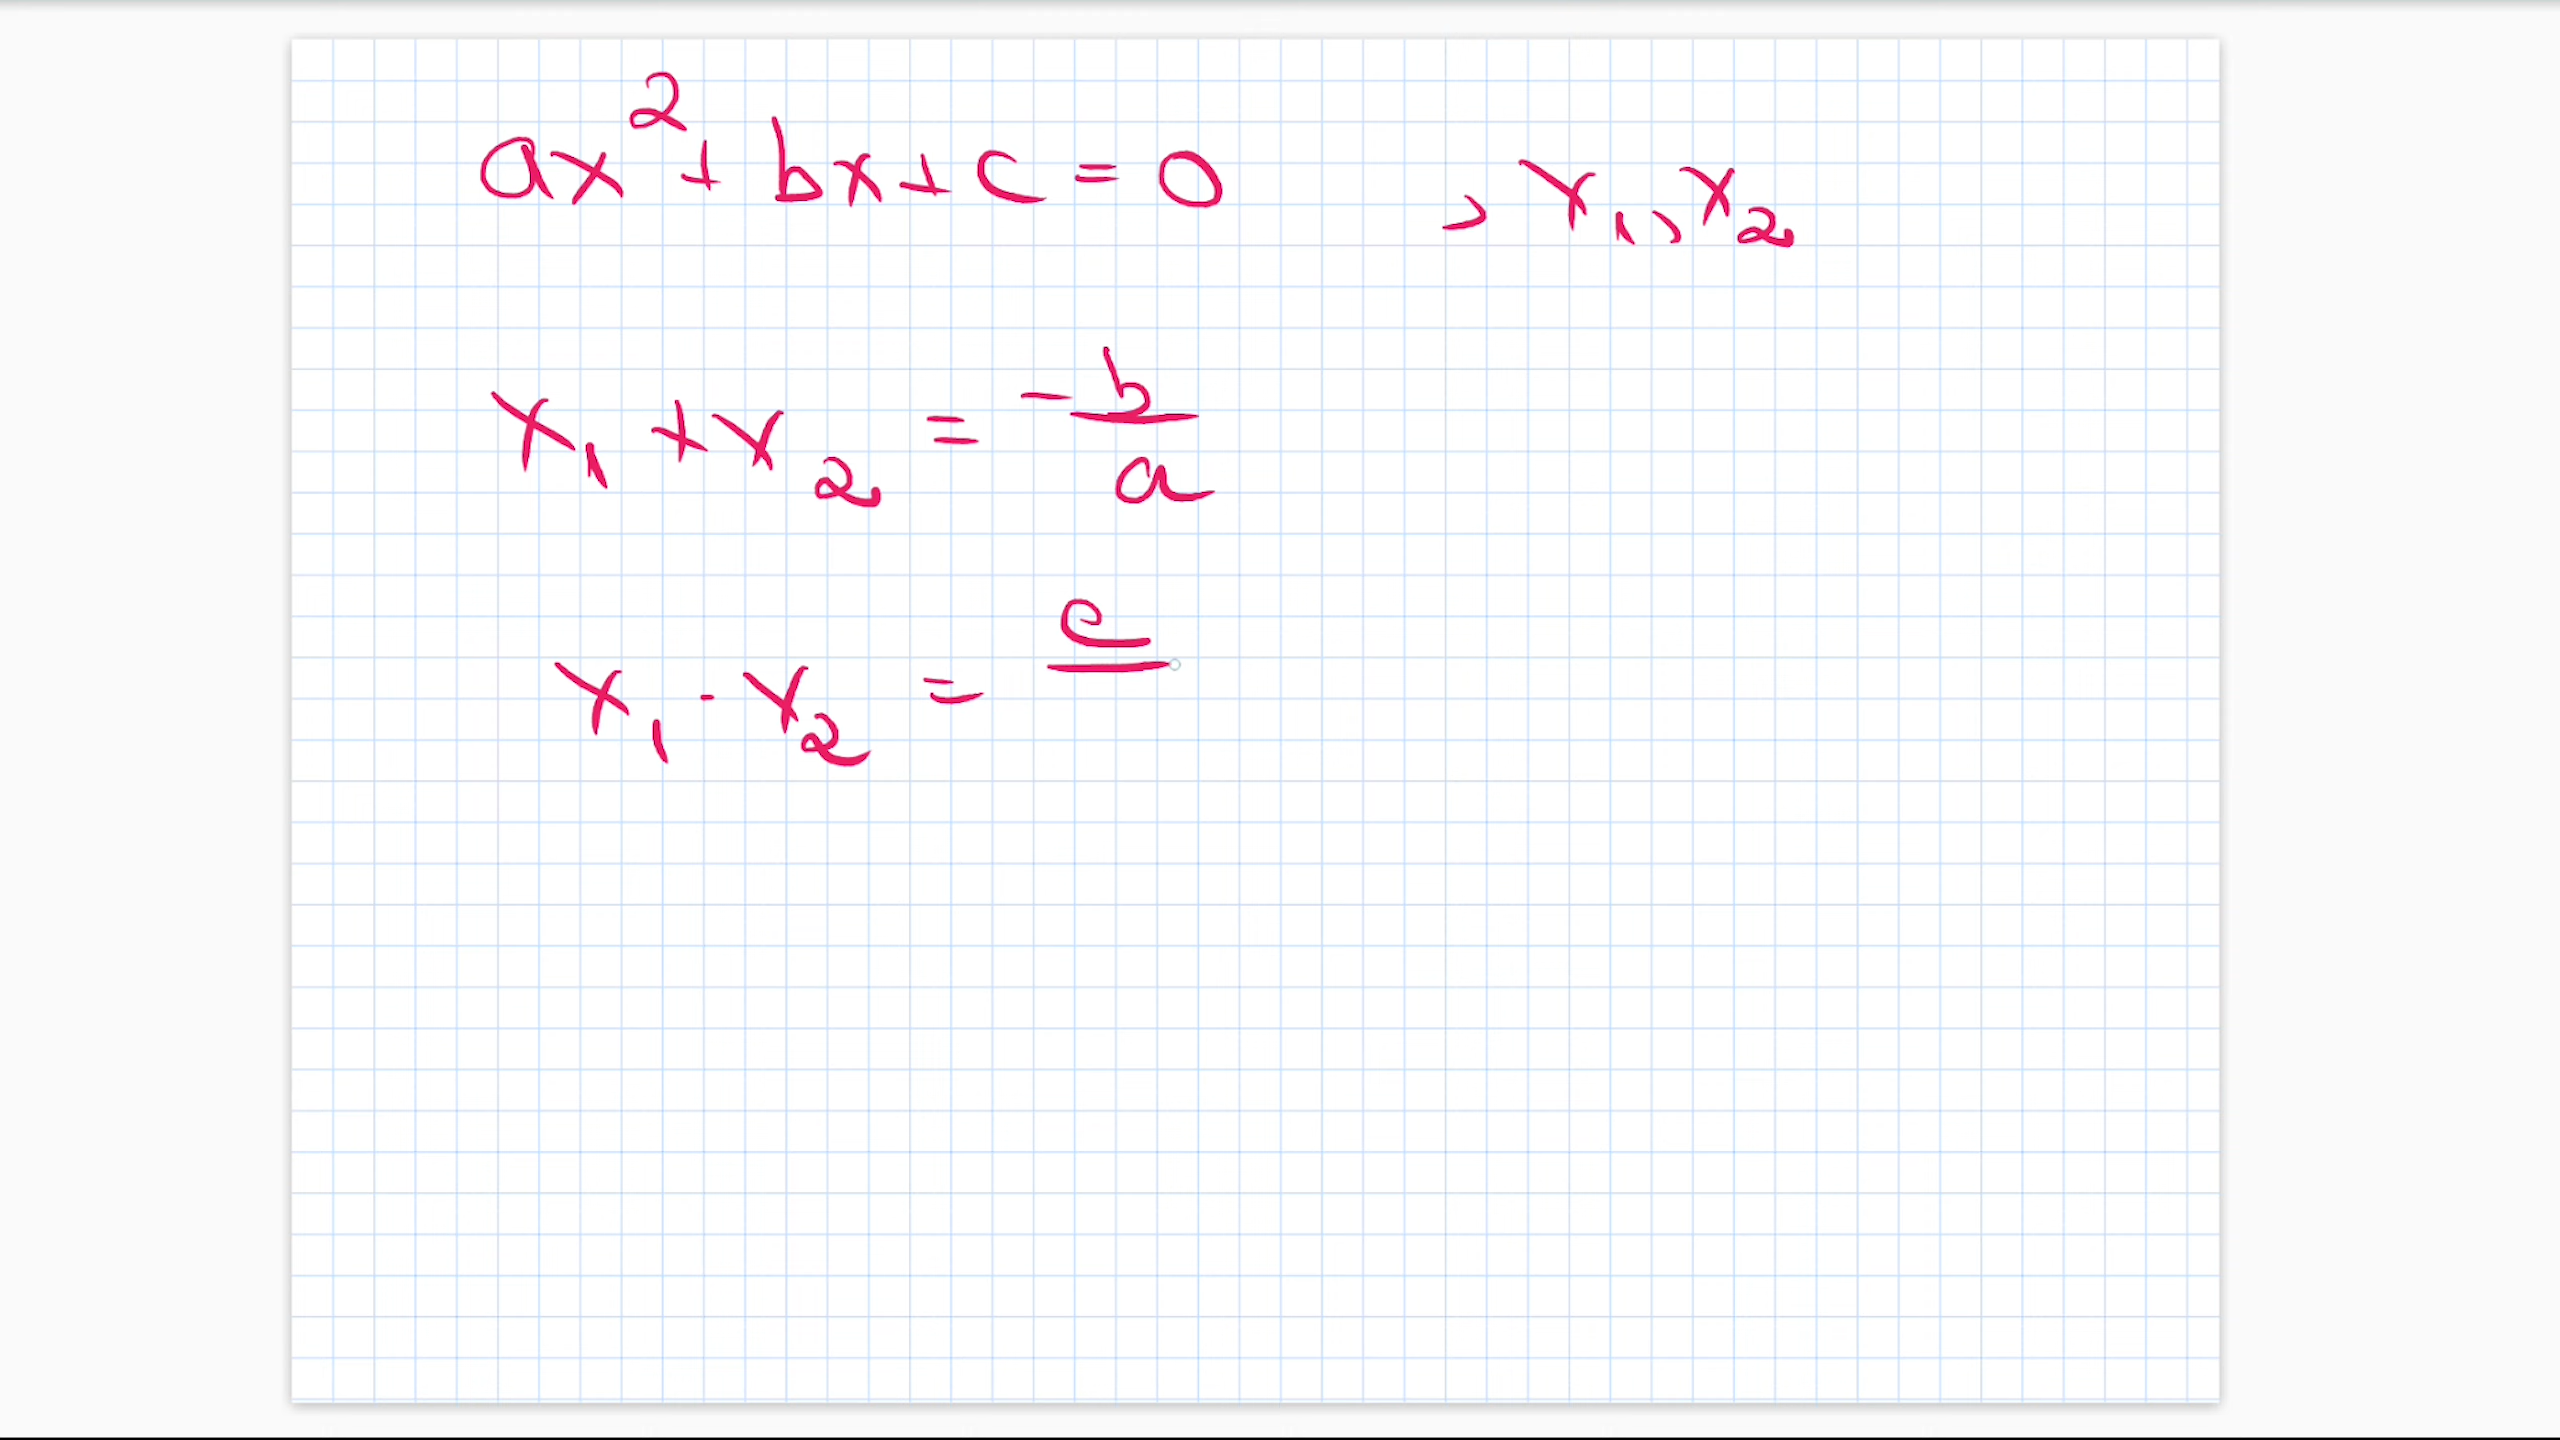 ax² + bx + c = 0 , x₁, x₂
x₁ + x₂ = -b/a
x₁ · x₂ = c/